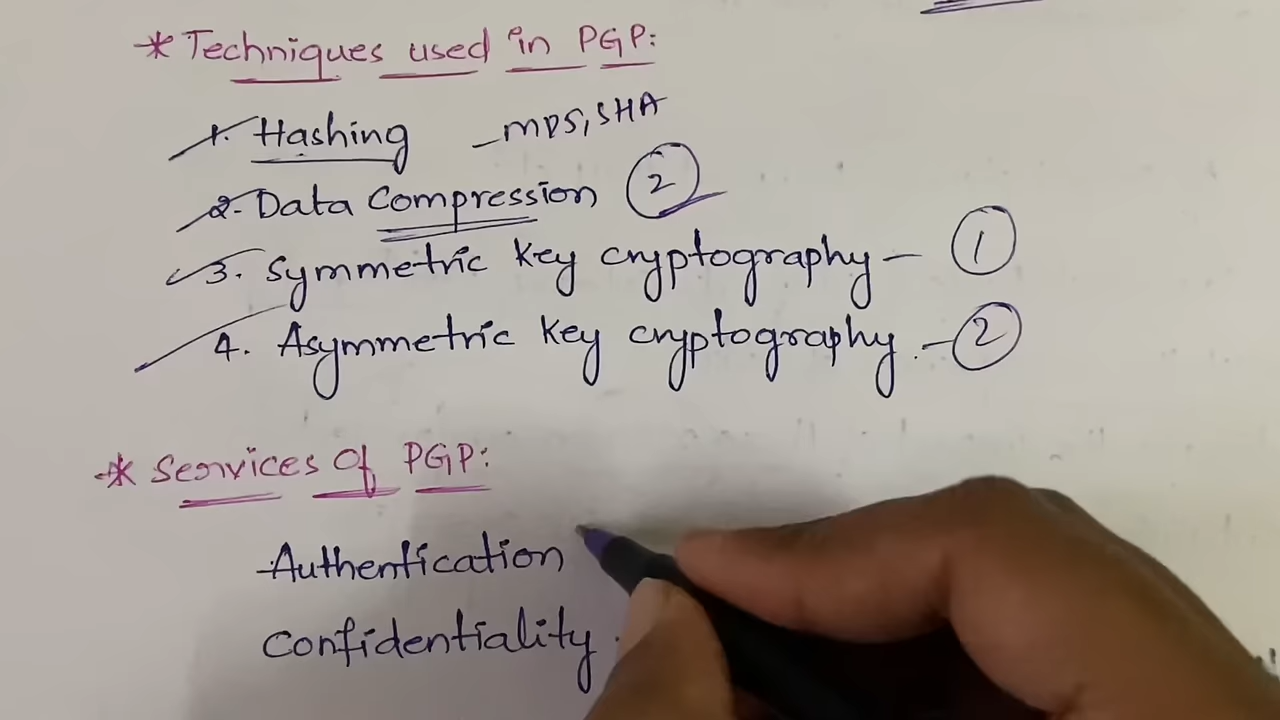 * Techniques used in PGP:
1. Hashing - MD5, SHA
2. Data Compression 2
3. Symmetric key cryptography - 1
4. Asymmetric key cryptography. - 2
* Services Of PGP:
Authentication
Confidentiality.